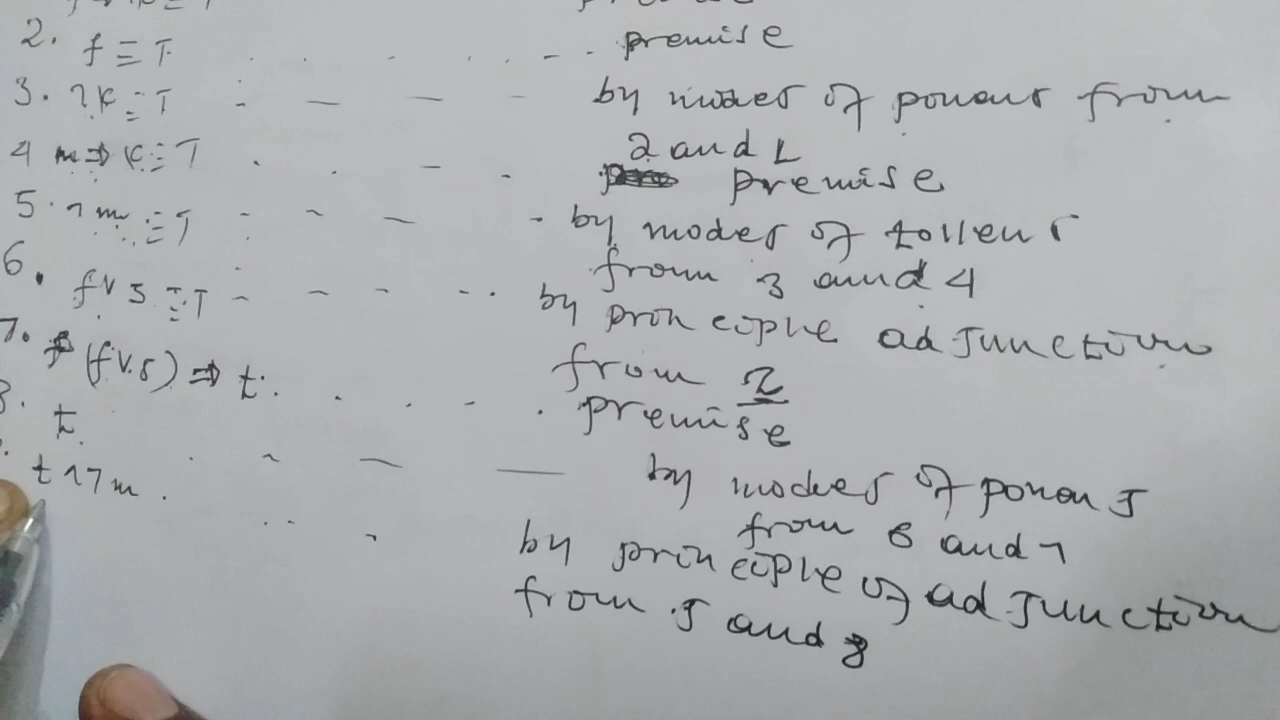 2. f ≡ T . . . . . premise
3. ¬K ≡ T - - - - by modes of ponous from
2 and 1
4 m ⇒ K ≡ T . . - . premise
5. ¬m ≡ T - - - - by modes of tollens
from 3 and 4
6. f v s ≡ T - - - - . by principle adjunction
from 2
7. (f v s) ⇒ t . . . - . premise
8. t . - - — by modes of ponons
from 6 and 7
t ∧ ¬m . . . . by principle of adjunction
from 5 and 8